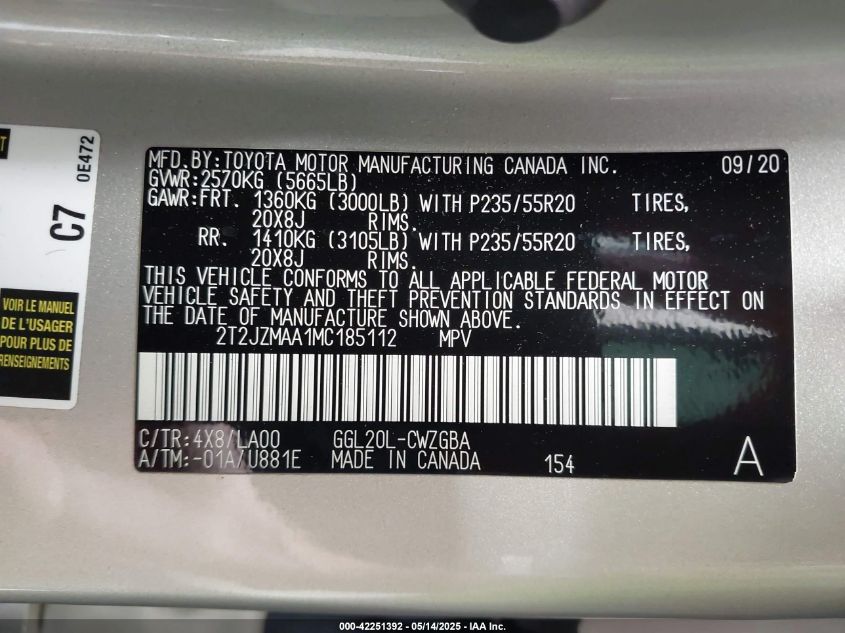 T
0E472
C7
VOIR LE MANUEL
DE L'USAGER
POUR PLUS DE
RENSEIGNEMENTS
MFD.BY:TOYOTA MOTOR MANUFACTURING CANADA INC. 09/20
GVWR:2570KG (5665LB)
GAWR:FRT. 1360KG (3000LB) WITH P235/55R20 TIRES,
20X8J RIMS.
RR. 1410KG (3105LB) WITH P235/55R20 TIRES,
20X8J RIMS.
THIS VEHICLE CONFORMS TO ALL APPLICABLE FEDERAL MOTOR
VEHICLE SAFETY AND THEFT PREVENTION STANDARDS IN EFFECT ON
THE DATE OF MANUFACTURE SHOWN ABOVE.
2T2JZMAA1MC185112 MPV
C/TR:4X8/LA00 GGL20L-CWZGBA
A/TM:-01A/U881E MADE IN CANADA 154 A
000-42251392 - 05/14/2025 - IAA Inc.